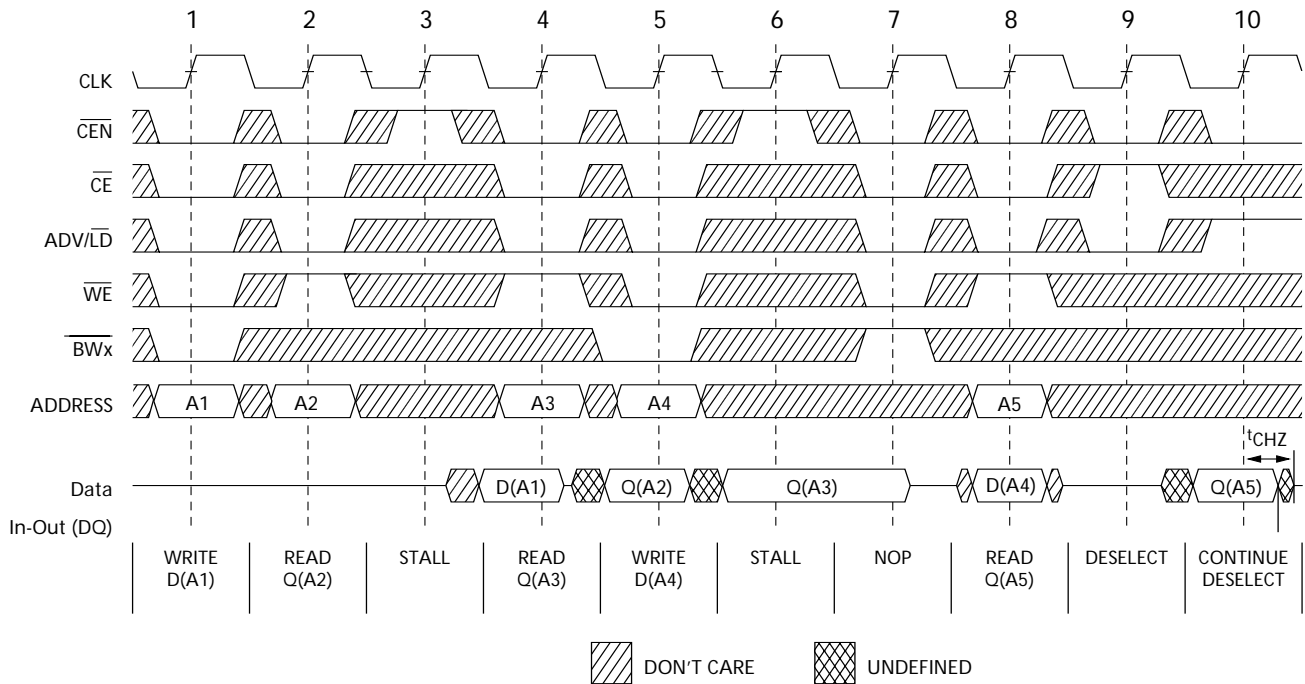 1 2 3 4 5 6 7 8 9 10
CLK
CEN
CE
ADV/LD
WE
BWx
ADDRESS A1 A2 A3 A4 A5
tCHZ
Data D(A1) Q(A2) Q(A3) D(A4) Q(A5)
In-Out (DQ)
WRITE READ STALL READ WRITE STALL NOP READ DESELECT CONTINUE
D(A1) Q(A2) Q(A3) D(A4) Q(A5) DESELECT
DON'T CARE UNDEFINED